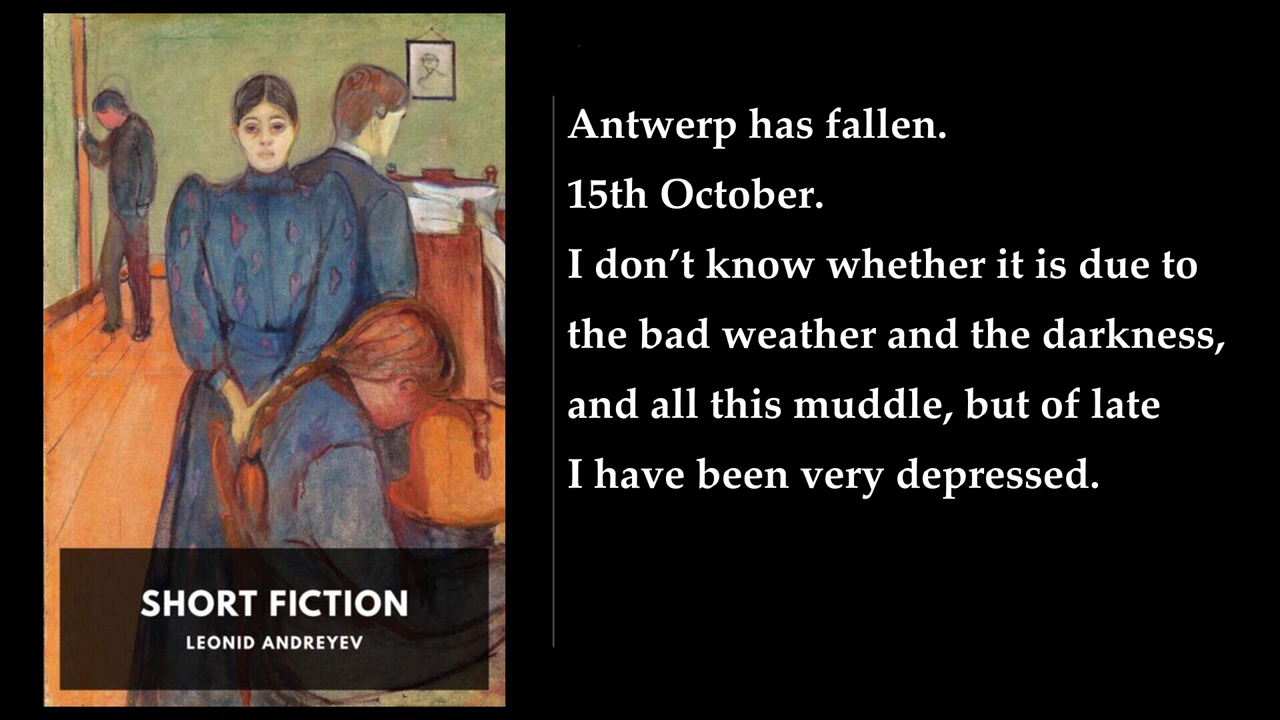 Antwerp has fallen.
15th October.
I don’t know whether it is due to
the bad weather and the darkness,
and all this muddle, but of late
I have been very depressed.
SHORT FICTION
LEONID ANDREYEV